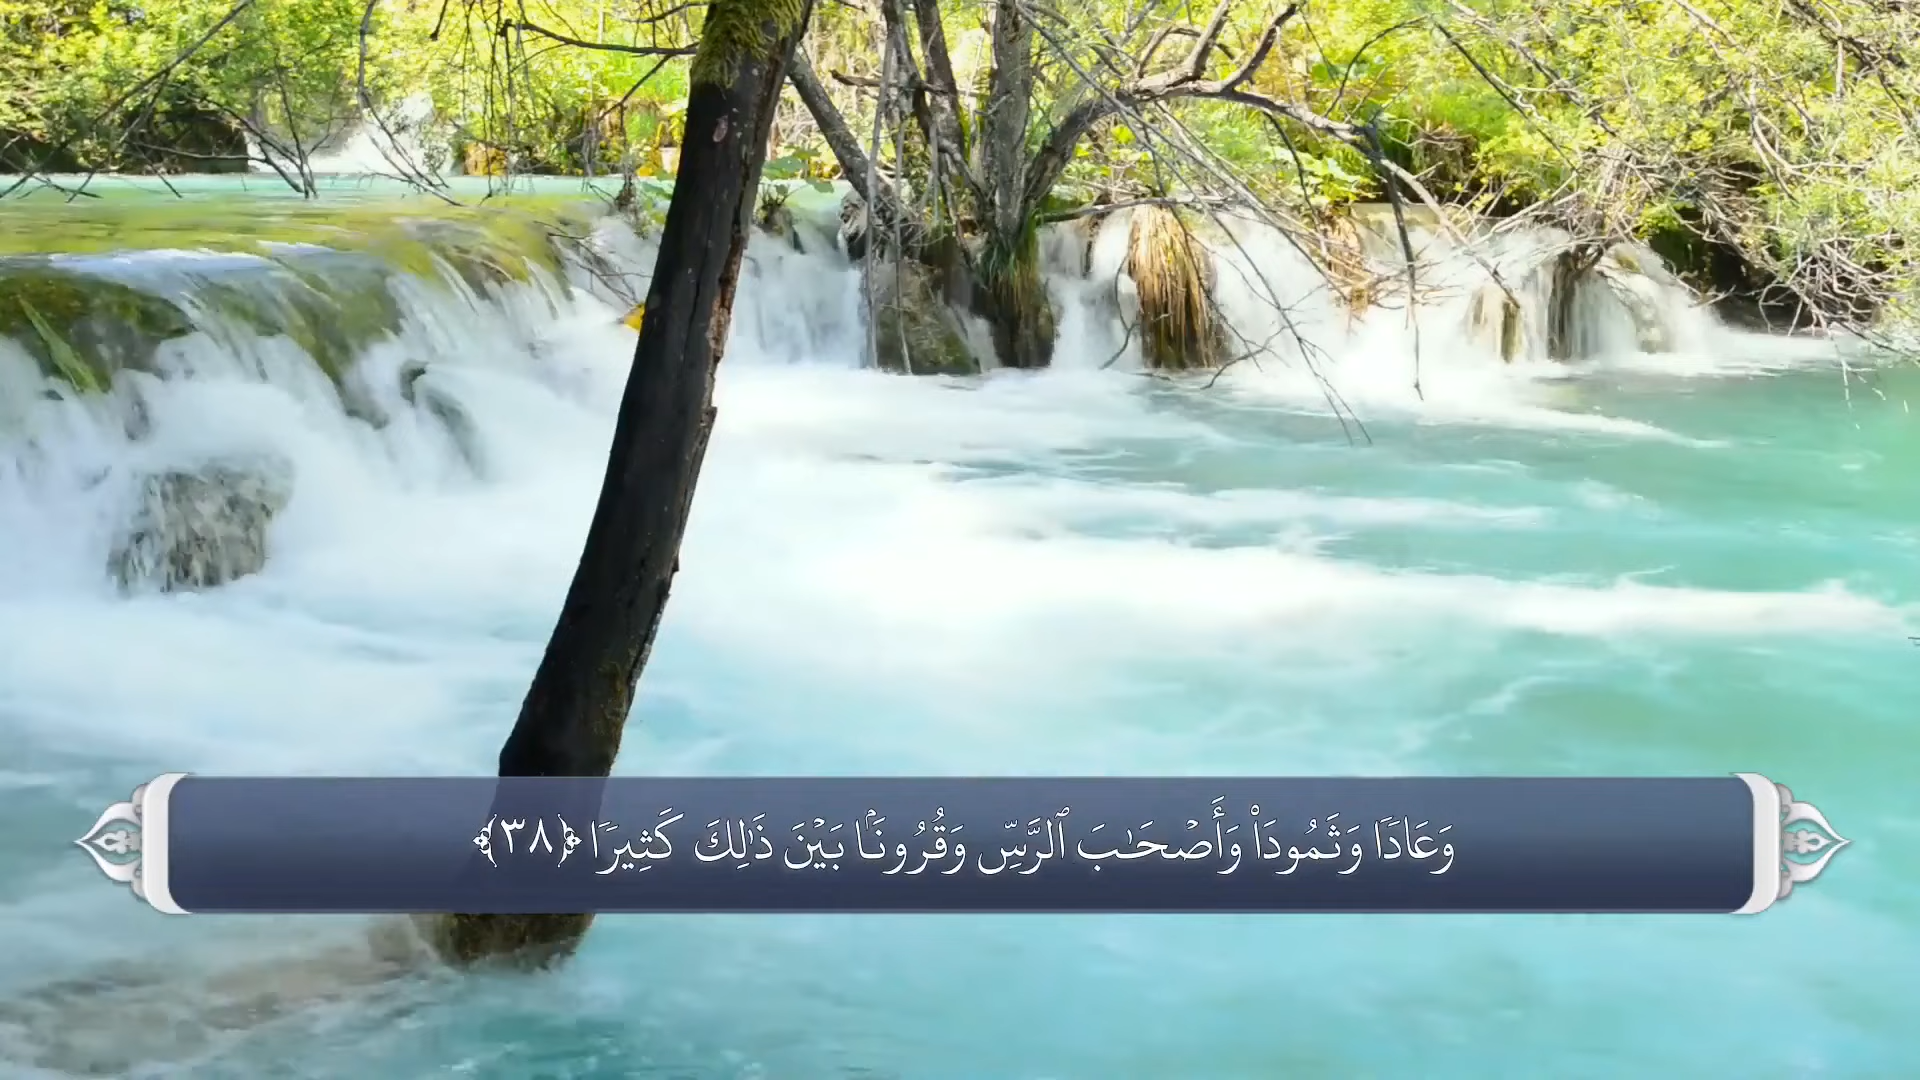 وَعَادًا وَثَمُودَا۟ وَأَصْحَـٰبَ ٱلرَّسِّ وَقُرُونًۢا بَيْنَ ذَٰلِكَ كَثِيرًا ﴿٣٨﴾